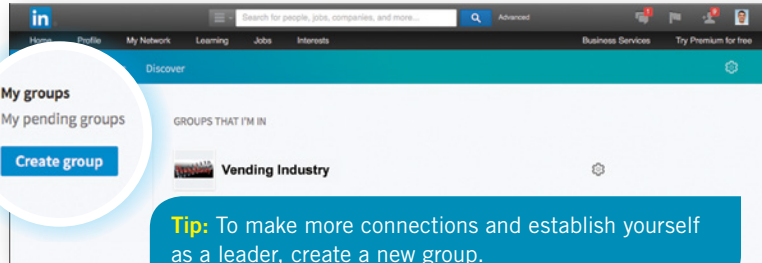 in
Search for people, jobs, companies, and more...
Advanced
Home Profile My Network Learning Jobs Interests Business Services Try Premium for free
Discover
My groups
My pending groups
Create group
GROUPS THAT I'M IN
Vending Industry
Tip: To make more connections and establish yourself
as a leader, create a new group.